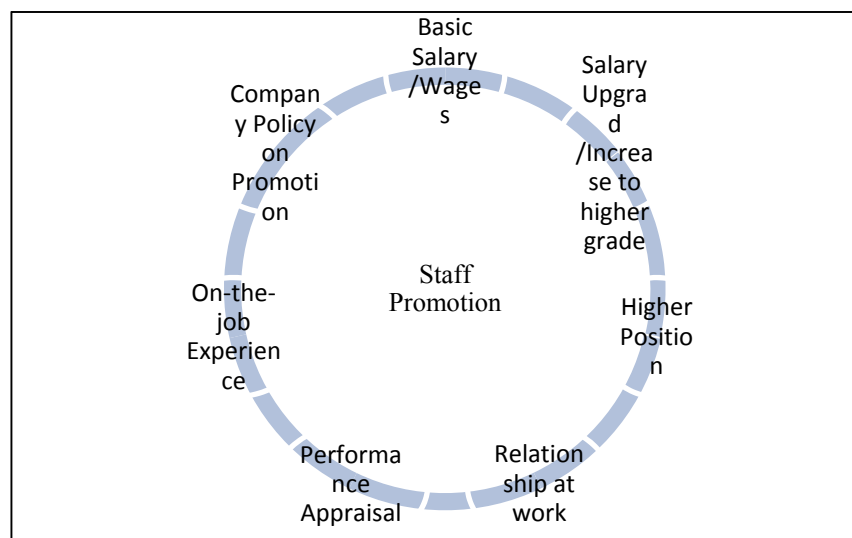 Basic
Salary
/Wage
s
Salary
Upgrad
/Increa
se to
higher
grade
Higher
Positio
n
Relation
ship at
work
Performa
nce
Appraisal
On-the-
job
Experien
ce
Compan
y Policy
on
Promoti
on
Staff
Promotion